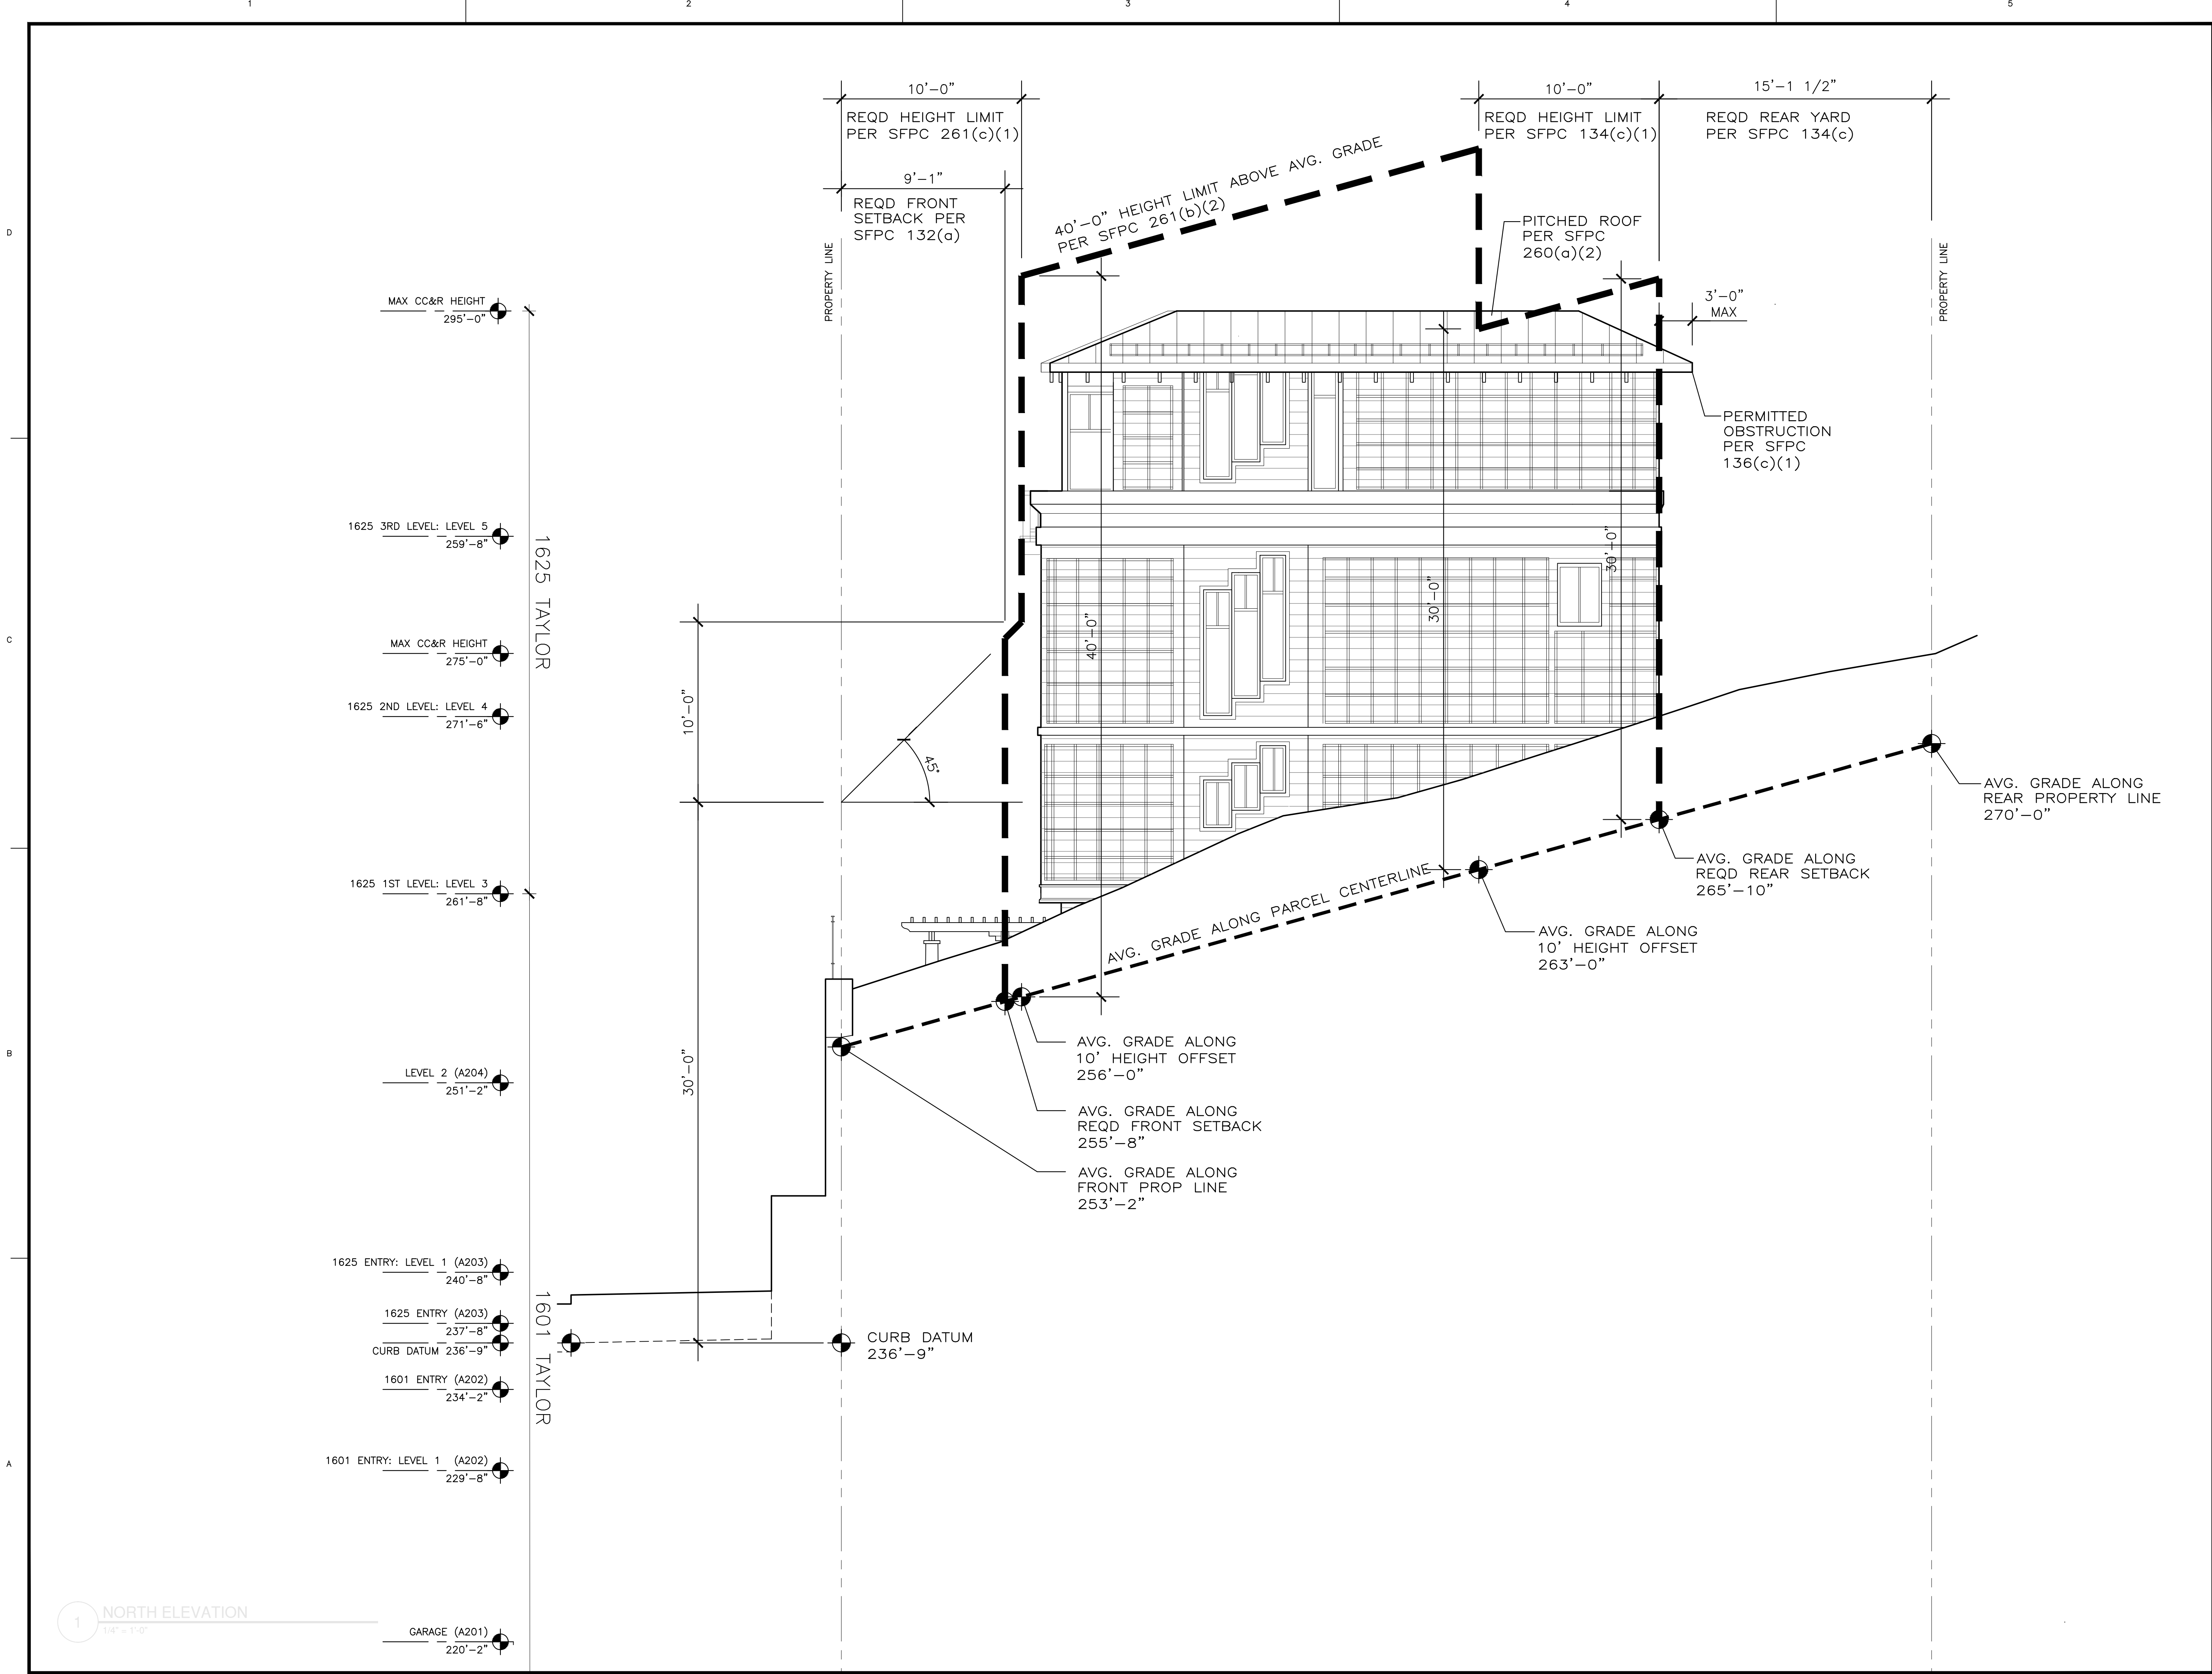 1
2
3
4
5
D
C
B
A
10'-0"
REQD HEIGHT LIMIT
PER SFPC 261(c)(1)
9'-1"
REQD FRONT
SETBACK PER
SFPC 132(a)
10'-0"
REQD HEIGHT LIMIT
PER SFPC 134(c)(1)
15'-1 1/2"
REQD REAR YARD
PER SFPC 134(c)
40'-0" HEIGHT LIMIT ABOVE AVG. GRADE
PER SFPC 261(b)(2)
PROPERTY LINE
PITCHED ROOF
PER SFPC
260(a)(2)
3'-0"
MAX
PROPERTY LINE
PERMITTED
OBSTRUCTION
PER SFPC
136(c)(1)
MAX CC&R HEIGHT
295'-0"
1625 3RD LEVEL: LEVEL 5
259'-8"
1625 TAYLOR
MAX CC&R HEIGHT
275'-0"
1625 2ND LEVEL: LEVEL 4
271'-6"
1625 1ST LEVEL: LEVEL 3
261'-8"
LEVEL 2 (A204)
251'-2"
1625 ENTRY: LEVEL 1 (A203)
240'-8"
1625 ENTRY (A203)
237'-8"
CURB DATUM 236'-9"
1601 ENTRY (A202)
234'-2"
1601 TAYLOR
1601 ENTRY: LEVEL 1 (A202)
229'-8"
GARAGE (A201)
220'-2"
10'-0"
45°
30'-0"
40'-0"
30'-0"
30'-0"
AVG. GRADE ALONG PARCEL CENTERLINE
AVG. GRADE ALONG
REAR PROPERTY LINE
270'-0"
AVG. GRADE ALONG
REQD REAR SETBACK
265'-10"
AVG. GRADE ALONG
10' HEIGHT OFFSET
263'-0"
AVG. GRADE ALONG
10' HEIGHT OFFSET
256'-0"
AVG. GRADE ALONG
REQD FRONT SETBACK
255'-8"
AVG. GRADE ALONG
FRONT PROP LINE
253'-2"
CURB DATUM
236'-9"
1
NORTH ELEVATION
1/4" = 1'-0"